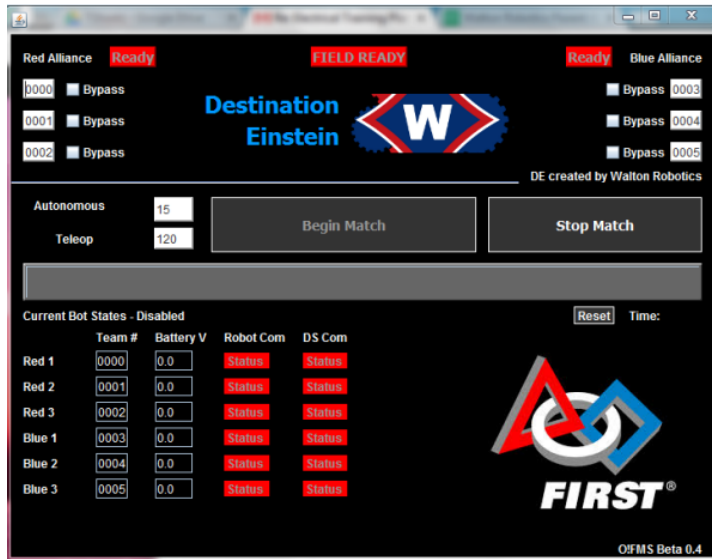 Red Alliance Ready FIELD READY Ready Blue Alliance
0000 Bypass Bypass 0003
0001 Bypass Bypass 0004
0002 Bypass Bypass 0005
Destination
Einstein
W
DE created by Walton Robotics
Autonomous 15
Teleop 120
Begin Match Stop Match
Current Bot States - Disabled Reset Time:
Team # Battery V Robot Com DS Com
Red 1 0000 0.0 Status Status
Red 2 0001 0.0 Status Status
Red 3 0002 0.0 Status Status
Blue 1 0003 0.0 Status Status
Blue 2 0004 0.0 Status Status
Blue 3 0005 0.0 Status Status
FIRST®
O!FMS Beta 0.4